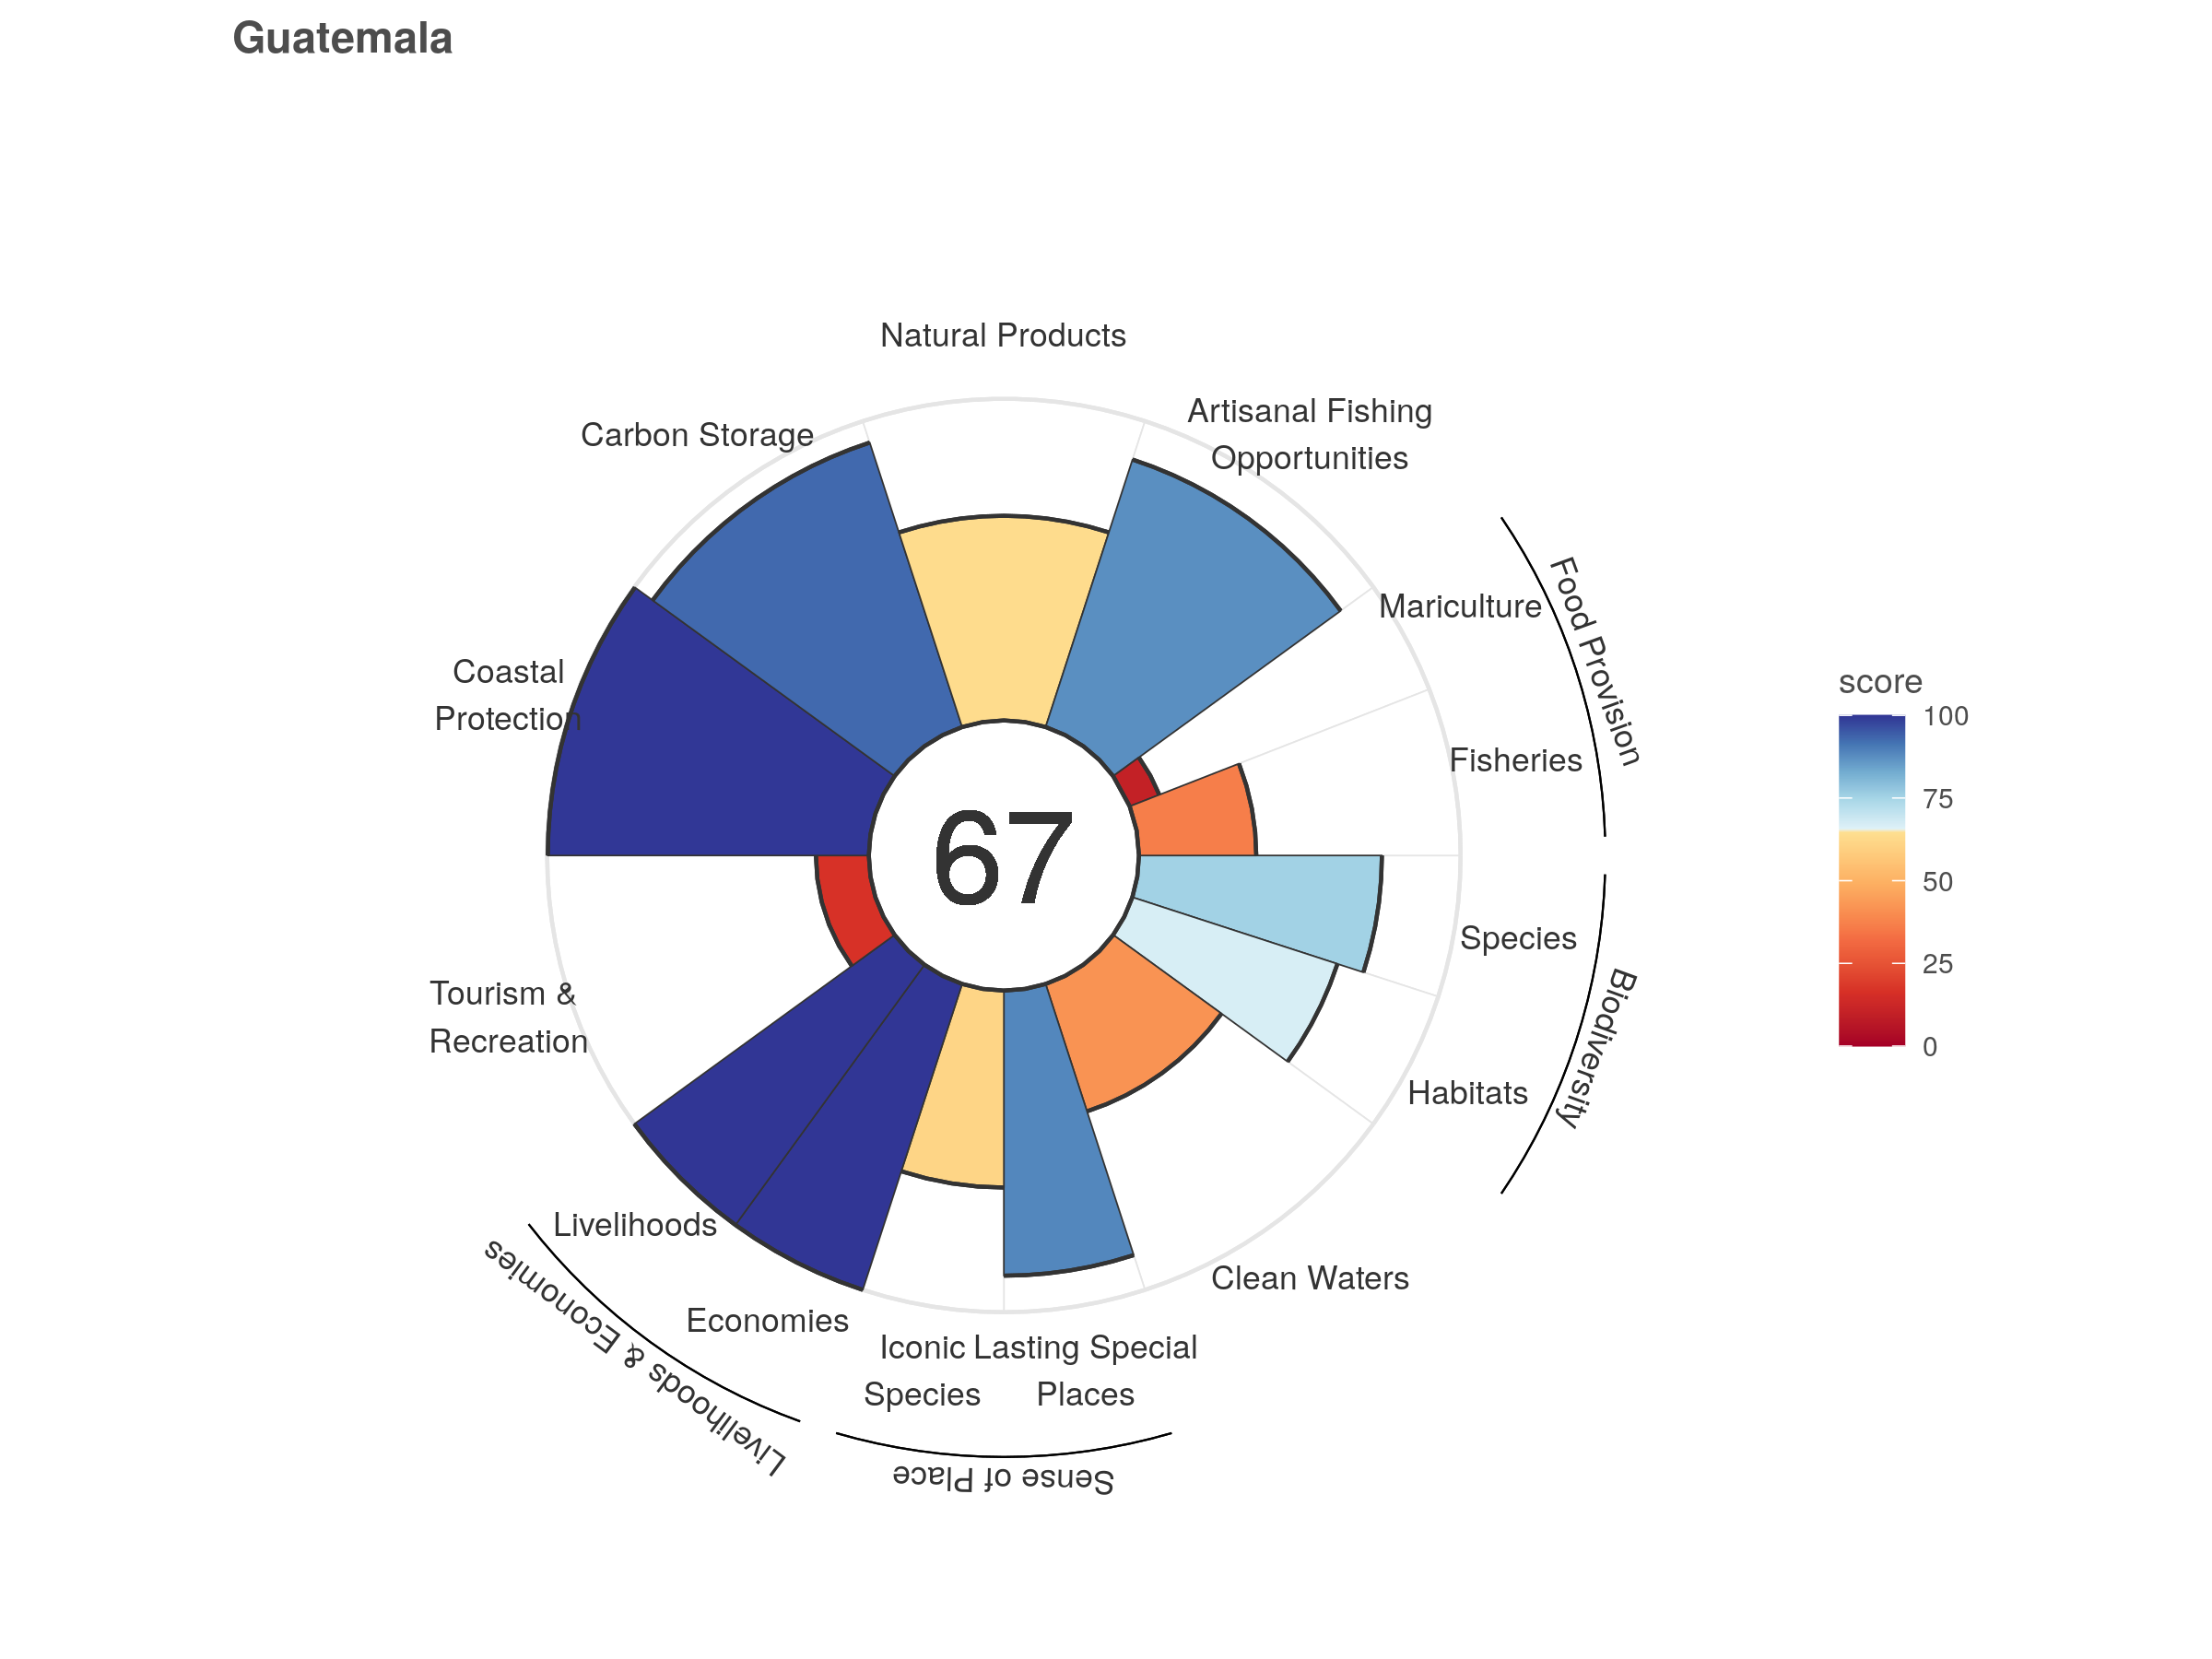 Guatemala
Natural Products
Artisanal Fishing
Opportunities
Carbon Storage
Mariculture
Food Provision
Fisheries
Coastal
Protection
67
Species
Biodiversity
Habitats
Tourism &
Recreation
Clean Waters
Livelihoods
Economies
Livelihoods & Economies
Iconic
Species
Lasting Special
Places
Sense of Place
score
100
75
50
25
0